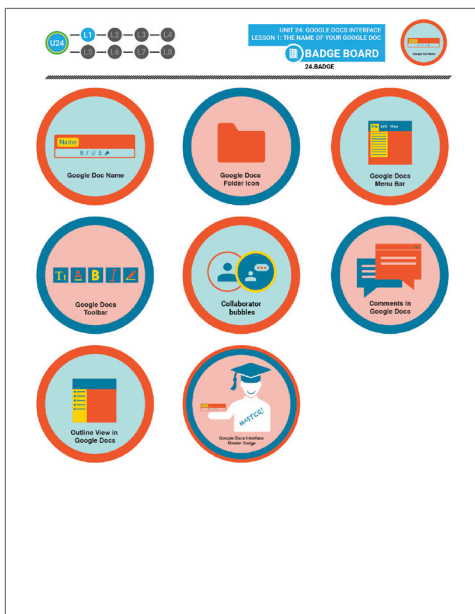 U24
L1
L2
L3
L4
L5
L6
L7
L8
UNIT 24: GOOGLE DOCS INTERFACE
LESSON 1: THE NAME OF YOUR GOOGLE DOC
BADGE BOARD
24.BADGE
Name
Google Doc Name
Google Docs
Folder Icon
Google Docs
Menu Bar
Tt A B I
Google Docs
Toolbar
Collaborator
bubbles
Comments in
Google Docs
Outline View in
Google Docs
MASTER!
Google Docs Interface
Master Badge